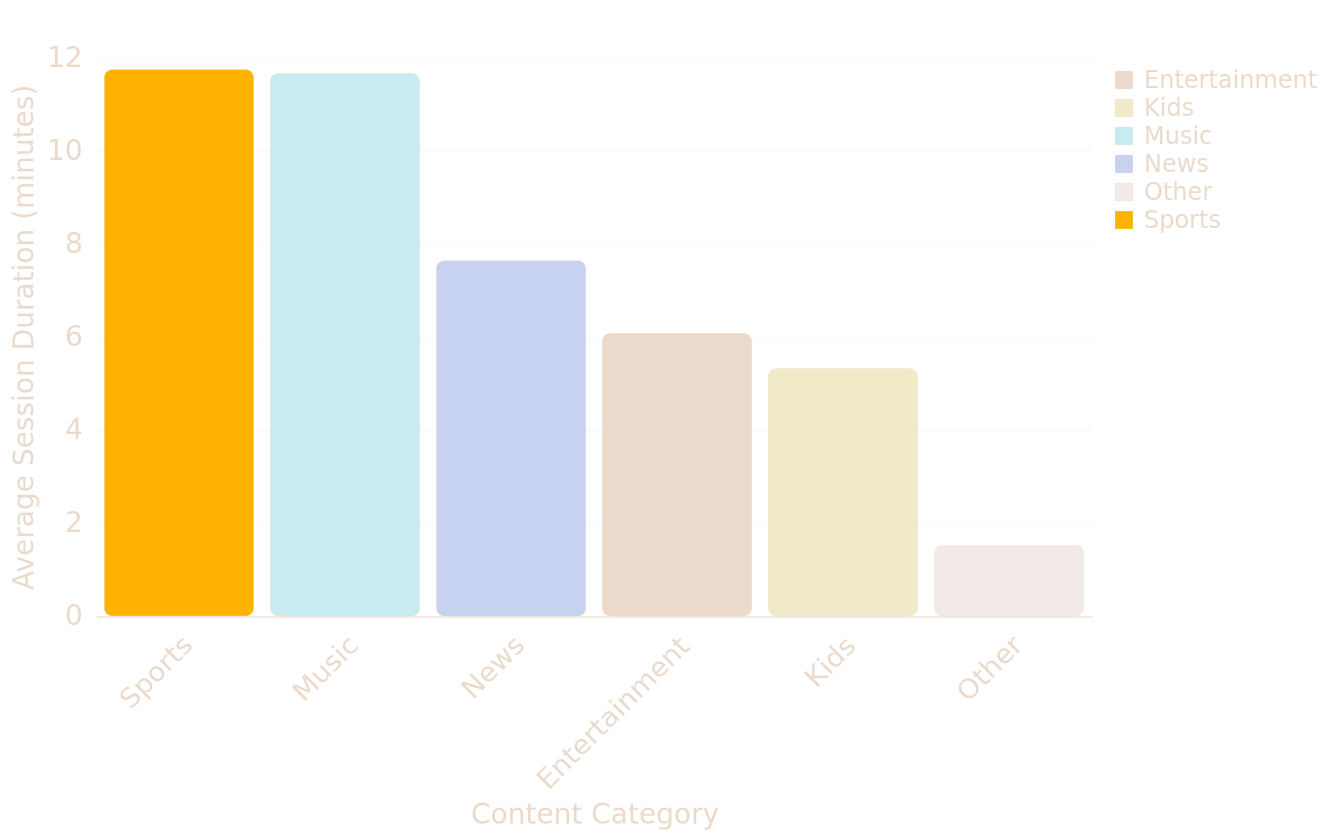 Average Session Duration (minutes)
12
10
8
6
4
2
0
Sports
Music
News
Entertainment
Kids
Other
Content Category
Entertainment
Kids
Music
News
Other
Sports